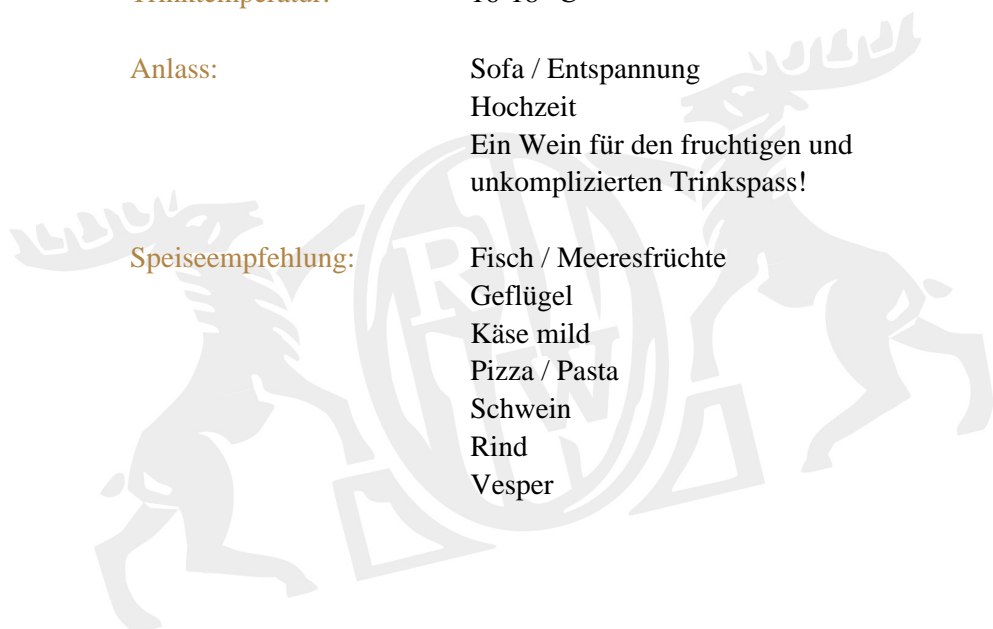 Anlass: Sofa / Entspannung
Hochzeit
Ein Wein für den fruchtigen und
unkomplizierten Trinkspass!
Speiseempfehlung: Fisch / Meeresfrüchte
Geflügel
Käse mild
Pizza / Pasta
Schwein
Rind
Vesper